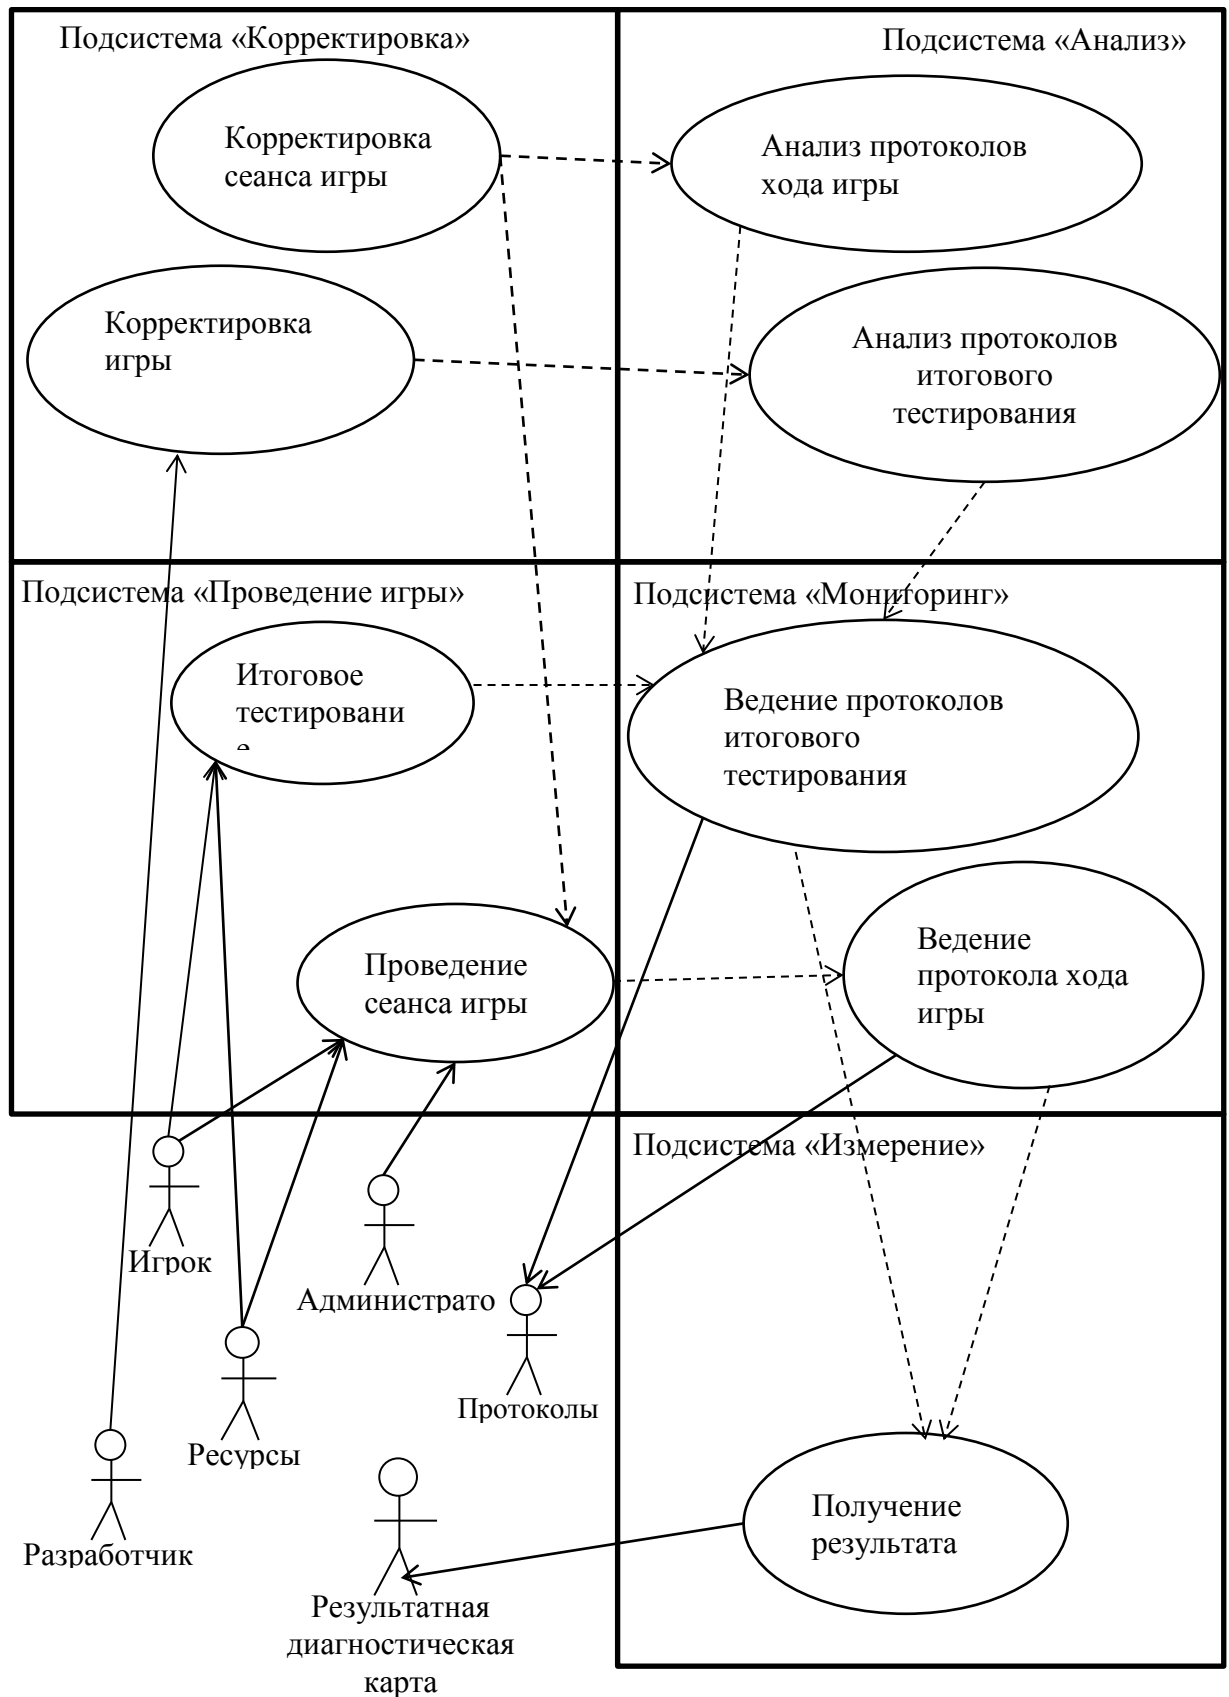 Подсистема «Корректировка»
Подсистема «Анализ»
Корректировка
сеанса игры
Анализ протоколов
хода игры
Корректировка
игры
Анализ протоколов
итогового
тестирования
Подсистема «Проведение игры»
Подсистема «Мониторинг»
Итоговое
тестировани
е
Ведение протоколов
итогового
тестирования
Проведение
сеанса игры
Ведение
протокола хода
игры
Подсистема «Измерение»
Игрок
Администрато
Протоколы
Ресурсы
Разработчик
Получение
результата
Результатная
диагностическая
карта